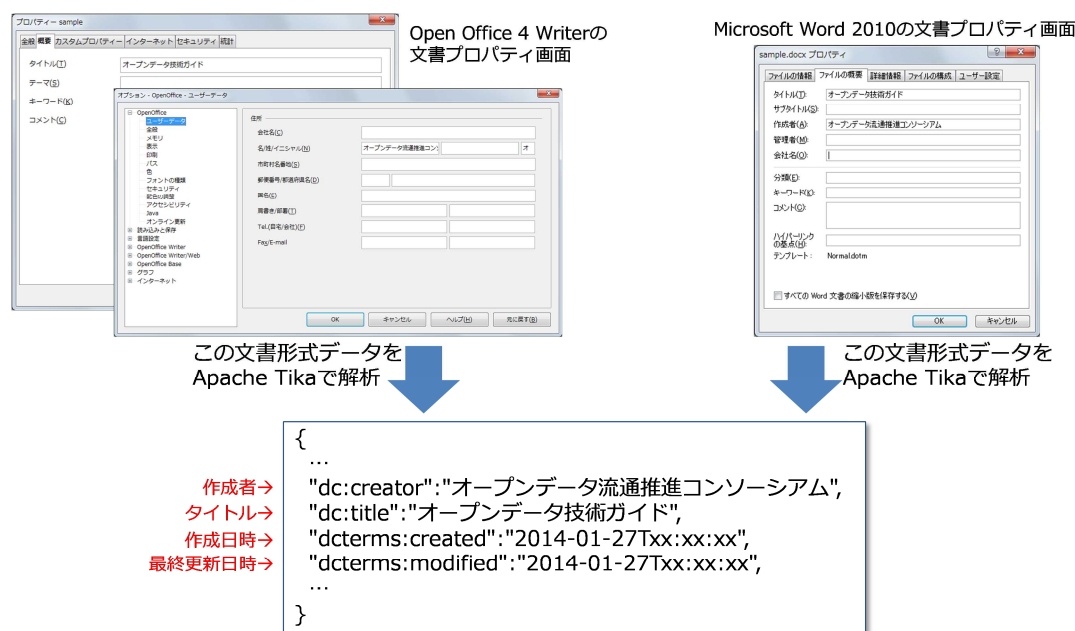 プロパティー sample
全般 概要 カスタムプロパティー インターネット セキュリティ 統計
タイトル(T) オープンデータ技術ガイド
テーマ(S)
キーワード(K)
コメント(C)
Open Office 4 Writerの
文書プロパティ画面
オプション - OpenOffice - ユーザーデータ
OpenOffice
ユーザーデータ
全般
メモリ
表示
印刷
パス
色
フォントの種類
セキュリティ
配色の調整
アクセシビリティ
Java
オンライン更新
読み込みと保存
言語設定
OpenOffice Writer
OpenOffice Writer/Web
OpenOffice Base
グラフ
インターネット
住所
会社名(C)
名/姓/イニシャル(N) オープンデータ流通推進コンソ オ
市町村名番地(S)
郵便番号/都道府県名(D)
国名(G)
肩書き/部署(T)
Tel.(自宅/会社)(F)
Fax/E-mail
OK キャンセル ヘルプ(H) 元に戻す(B)
Microsoft Word 2010の文書プロパティ画面
sample.docx プロパティ
ファイルの情報 ファイルの概要 詳細情報 ファイルの構成 ユーザー設定
タイトル(T): オープンデータ技術ガイド
サブタイトル(S):
作成者(A): オープンデータ流通推進コンソーシアム
管理者(M):
会社名(O):
分類(E):
キーワード(K):
コメント(C):
ハイパーリンク
の基点(H):
テンプレート: Normal.dotm
すべての Word 文書の縮小版を保存する(V)
OK キャンセル
この文書形式データを
Apache Tikaで解析
この文書形式データを
Apache Tikaで解析
{
…
作成者→ "dc:creator":"オープンデータ流通推進コンソーシアム",
タイトル→ "dc:title":"オープンデータ技術ガイド",
作成日時→ "dcterms:created":"2014-01-27Txx:xx:xx",
最終更新日時→ "dcterms:modified":"2014-01-27Txx:xx:xx",
…
}